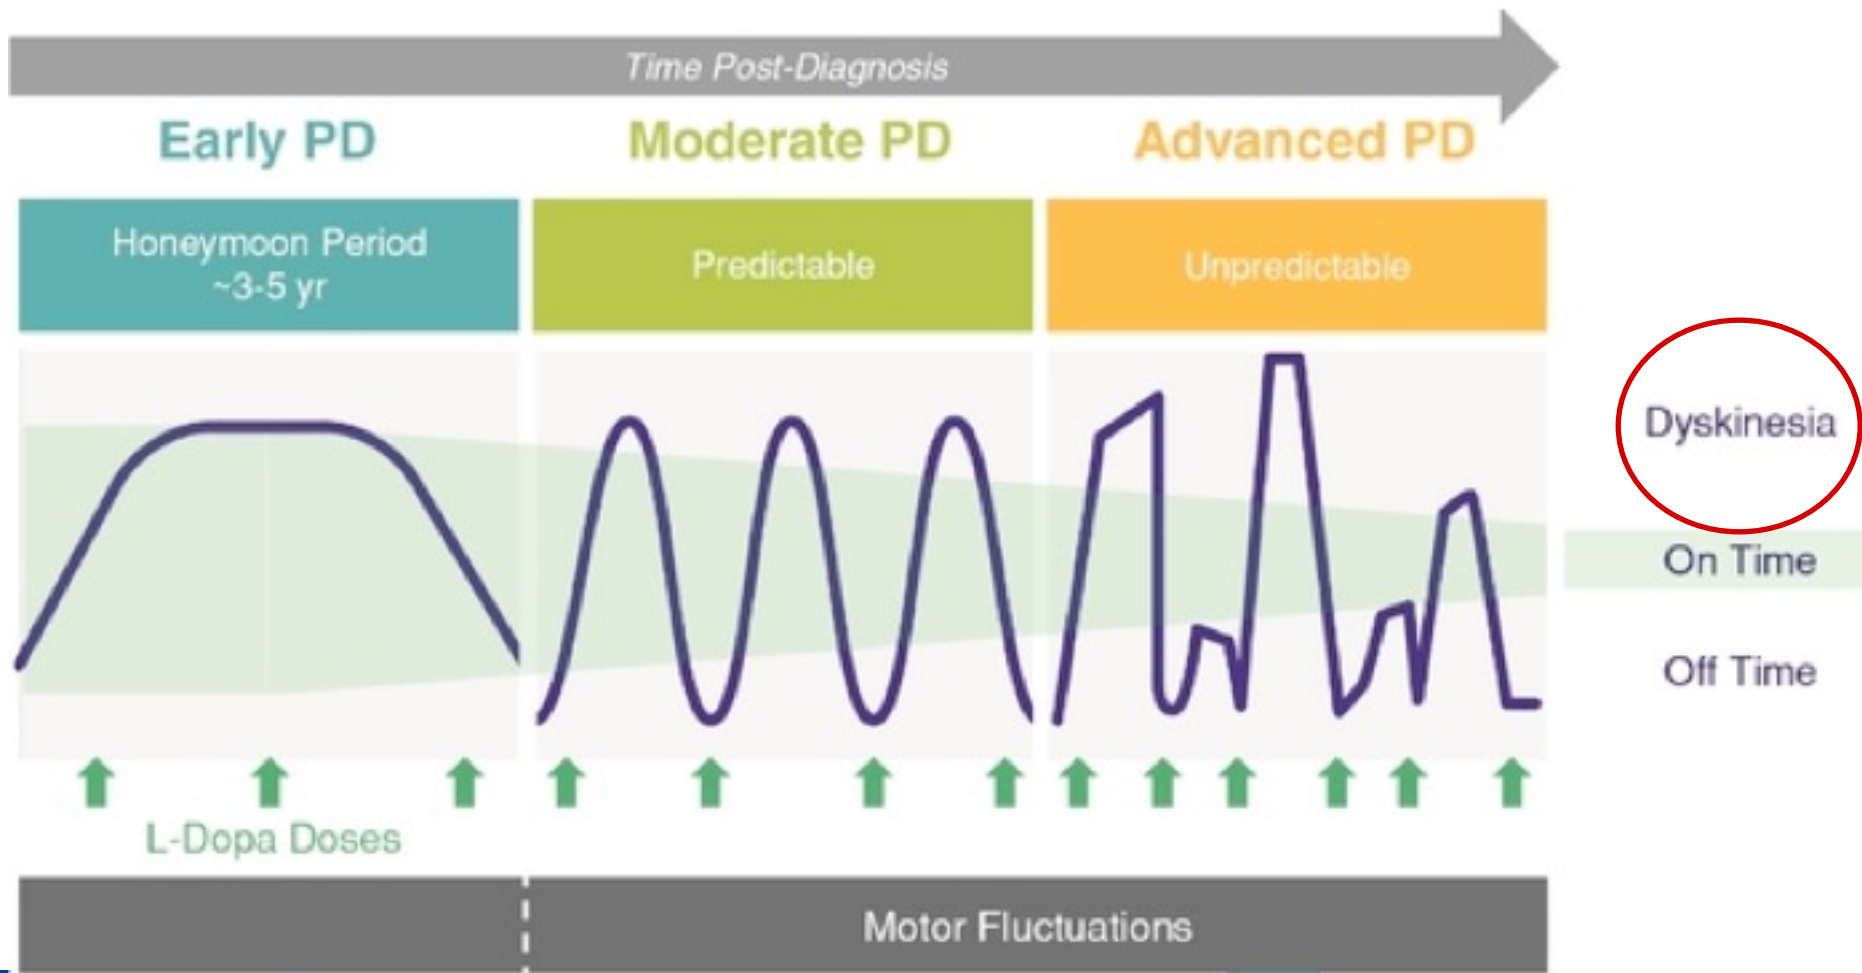 Time Post-Diagnosis
Early PD
Moderate PD
Advanced PD
Honeymoon Period
~3-5 yr
Predictable
Unpredictable
Dyskinesia
On Time
Off Time
L-Dopa Doses
Motor Fluctuations